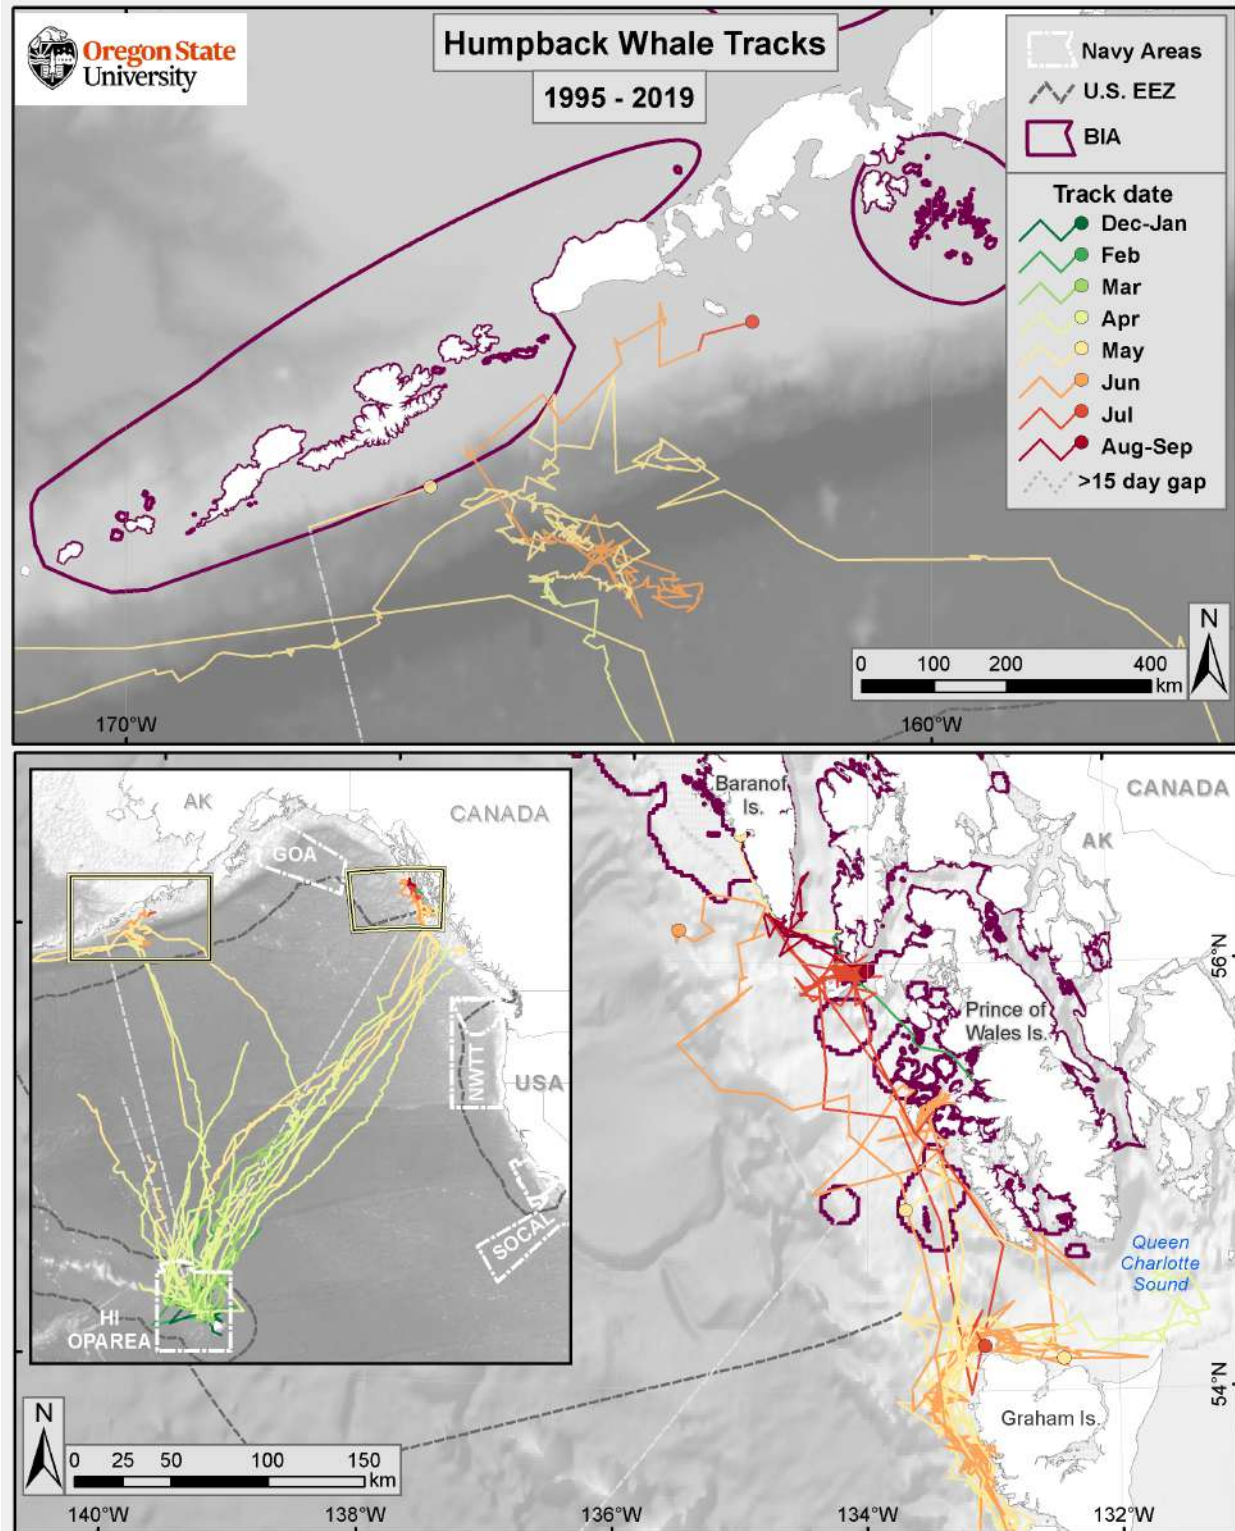 Oregon State
University
Humpback Whale Tracks
1995 - 2019
Navy Areas
U.S. EEZ
BIA
Track date
Dec-Jan
Feb
Mar
Apr
May
Jun
Jul
Aug-Sep
>15 day gap
N
0 100 200 400
km
170°W
160°W
AK
CANADA
GOA
NWTT
USA
SOCAL
HI
OPAREA
N
0 25 50 100 150
km
Baranof
Is.
CANADA
AK
56°N
Prince of
Wales Is.
Queen
Charlotte
Sound
54°N
Graham Is.
140°W
138°W
136°W
134°W
132°W